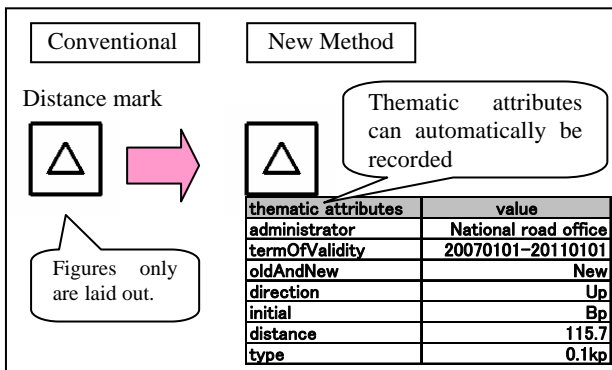 Conventional
New Method
Distance mark
Thematic attributes
can automatically be
recorded
Figures only
are laid out.
thematic attributes value
administrator National road office
termOfValidity 20070101-20110101
oldAndNew New
direction Up
initial Bp
distance 115.7
type 0.1kp